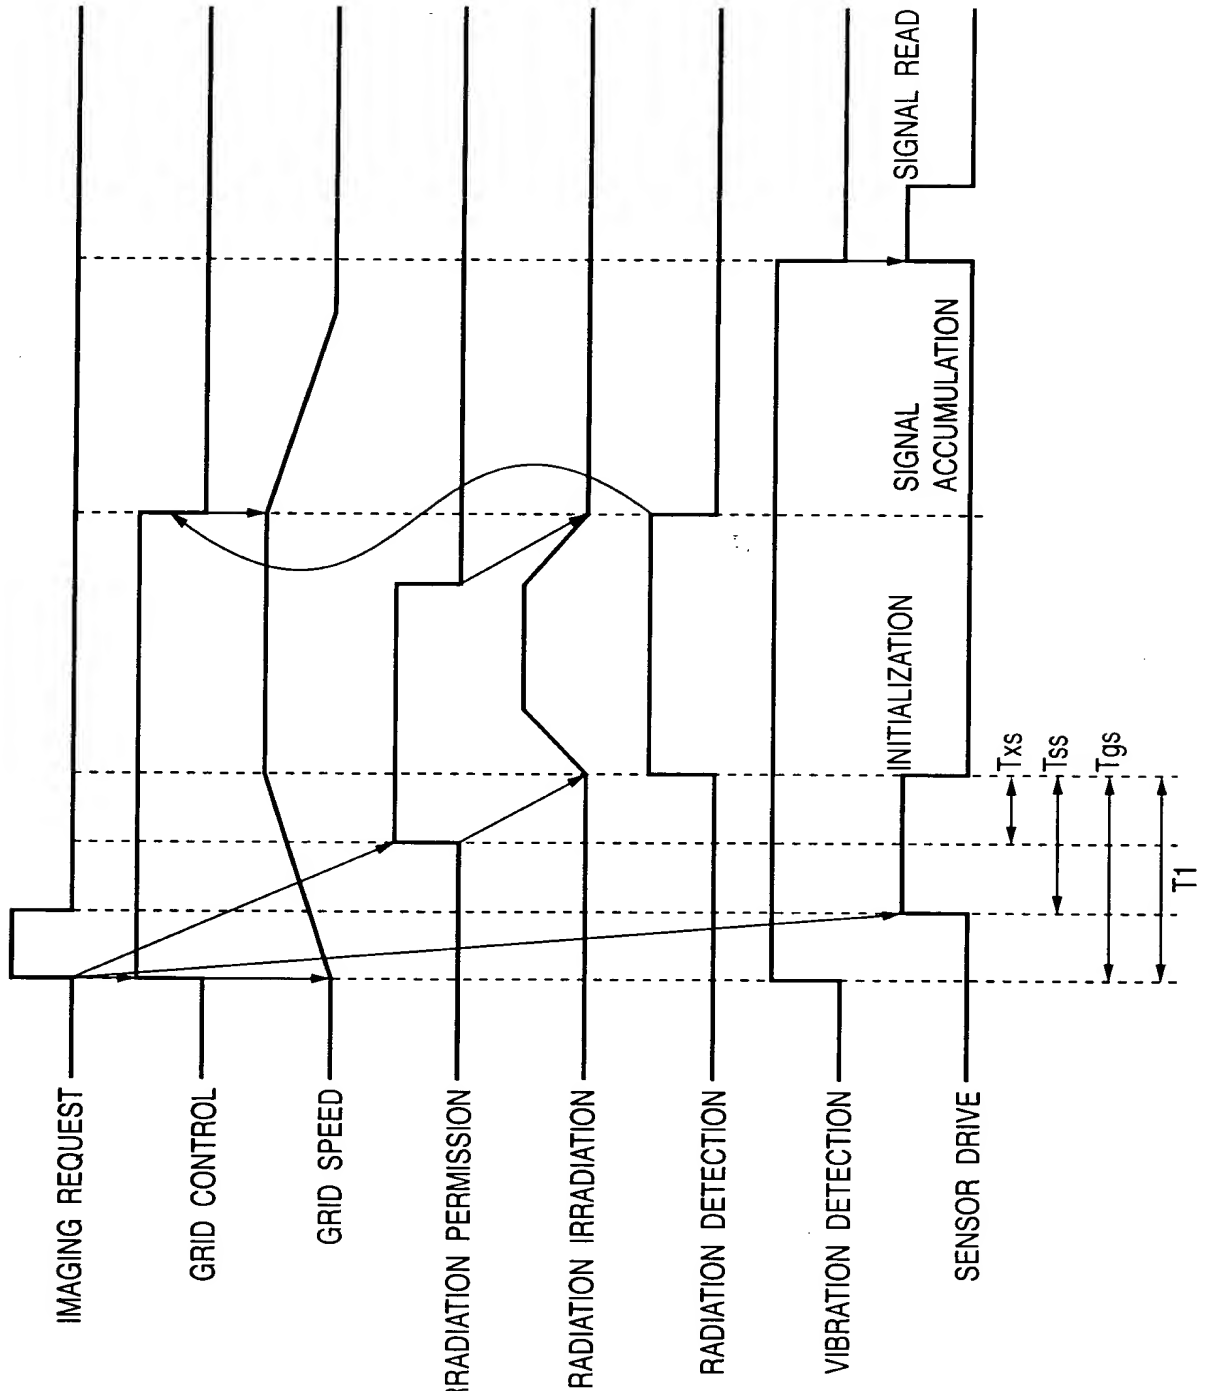 IMAGING REQUEST
GRID CONTROL
GRID SPEED
RRADIATION PERMISSION
RADIATION IRRADIATION
RADIATION DETECTION
VIBRATION DETECTION
SENSOR DRIVE
INITIALIZATION
SIGNAL
ACCUMULATION
SIGNAL READ
Txs
Tss
Tgs
T1